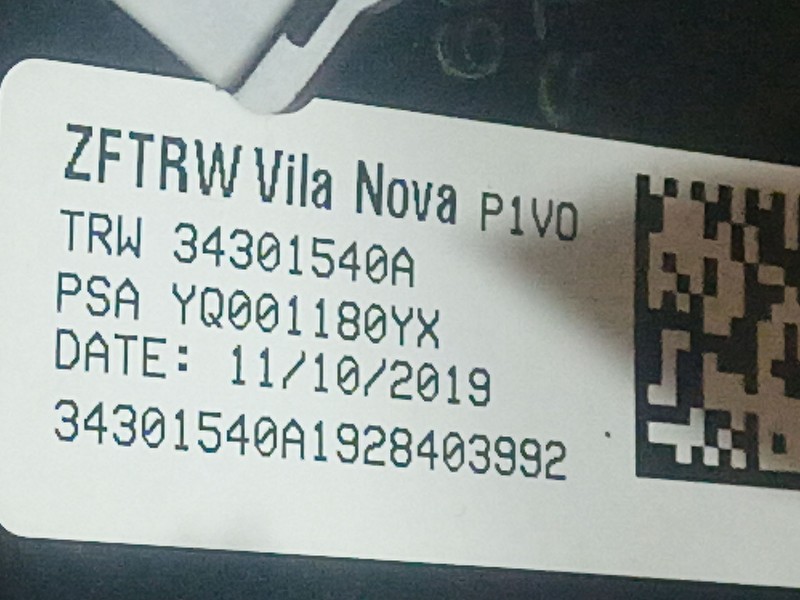 ZFTRW Vila Nova P1V0
TRW 34301540A
PSA YQ001180YX
DATE: 11/10/2019
34301540A1928403992